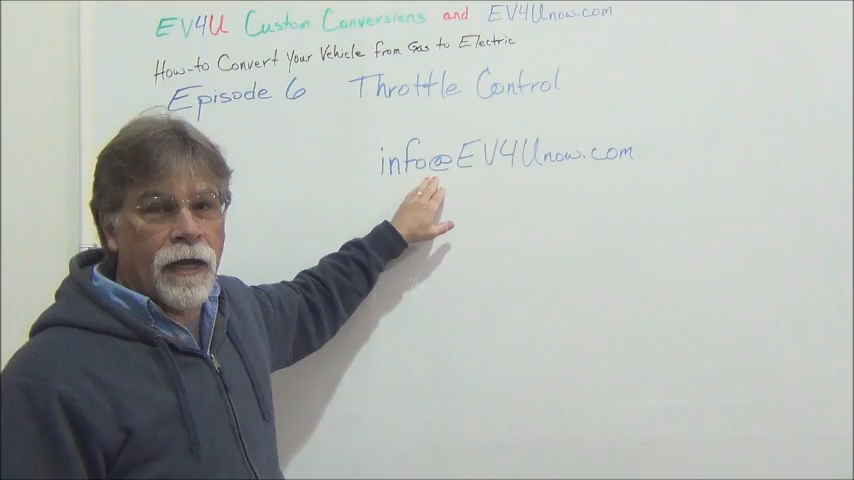 EV4U Custom Conversions and EV4Unow.com
How-to Convert Your Vehicle from Gas to Electric
Episode 6 Throttle Control
info@EV4Unow.com